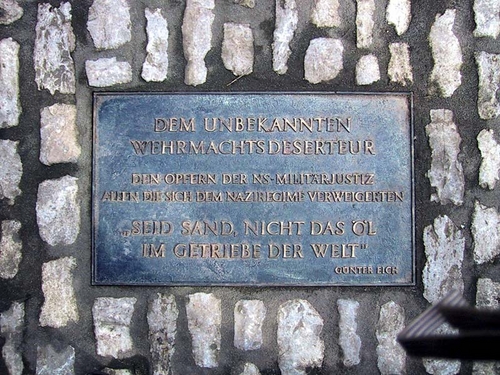 DEM UNBEKANNTEN
WEHRMACHTSDESERTEUR
DEN OPFERN DER NS-MILITÄRJUSTIZ
ALLEN DIE SICH DEM NAZIREGIME VERWEIGERTEN
„SEID SAND, NICHT DAS ÖL
IM GETRIEBE DER WELT"
GÜNTER EICH